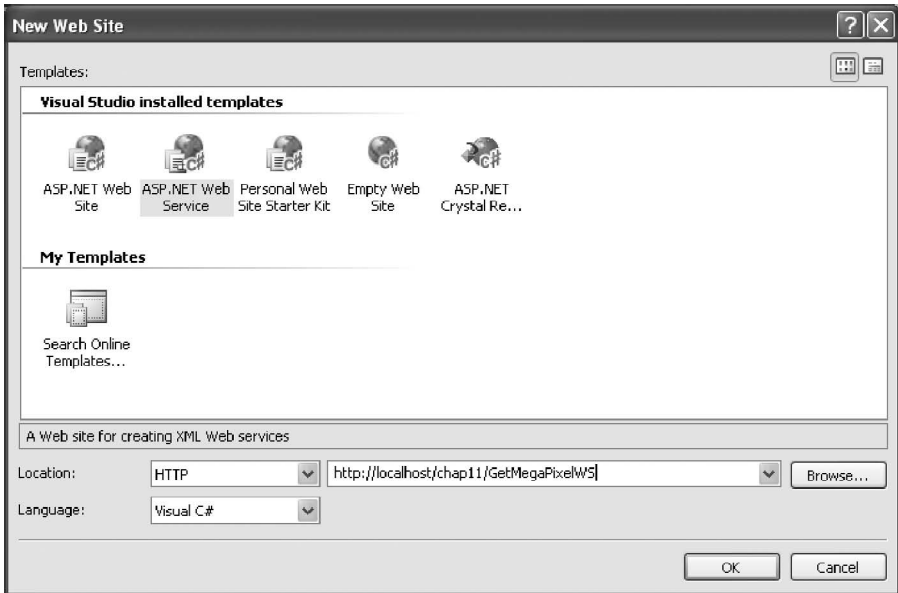 New Web Site
Templates:
Visual Studio installed templates
ASP.NET Web Site
ASP.NET Web Service
Personal Web Site Starter Kit
Empty Web Site
ASP.NET Crystal Re...
My Templates
Search Online Templates...
A Web site for creating XML Web services
Location:
HTTP
http://localhost/chap11/GetMegaPixelWS
Browse...
Language:
Visual C#
OK
Cancel